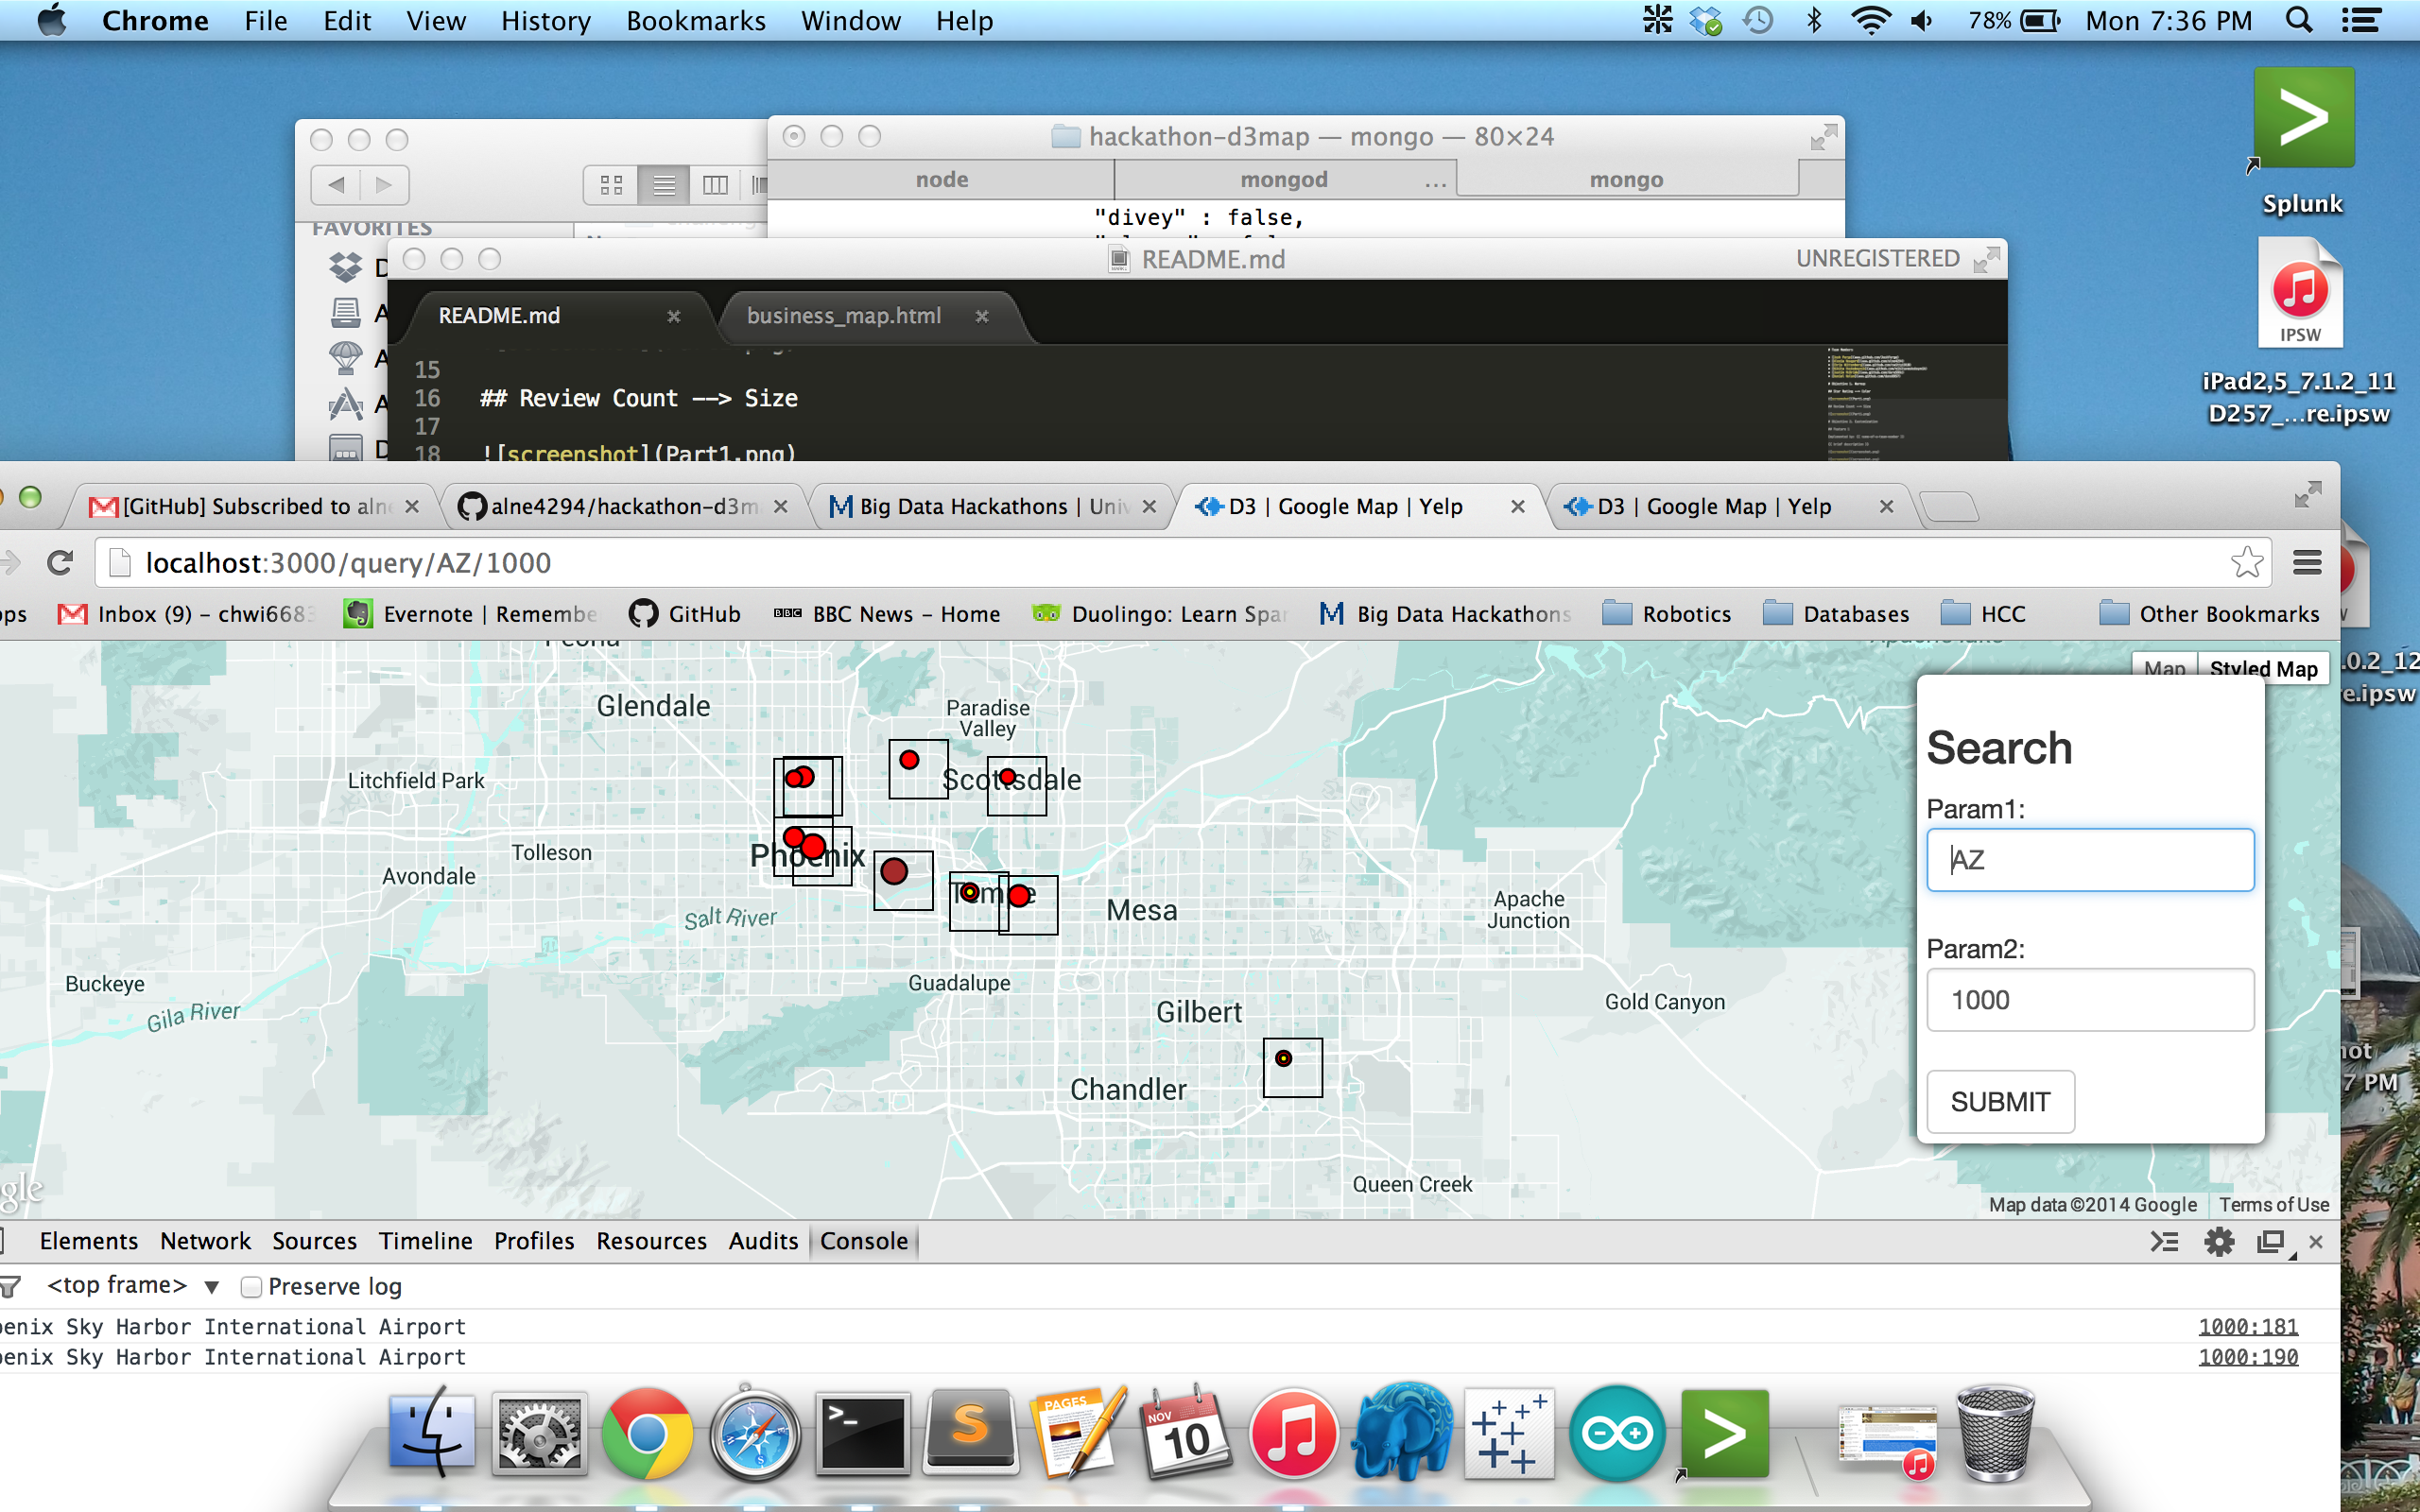 Chrome File Edit View History Bookmarks Window Help 78% Mon 7:36 PM
Splunk
IPSW
iPad2,5_7.1.2_11
D257_...re.ipsw
hackathon-d3map — mongo — 80×24
node mongod ... mongo
"divey" : false,
FAVORITES
README.md UNREGISTERED
README.md business_map.html
15
16 ## Review Count --> Size
17
18 ![screenshot](Part1.png)
[GitHub] Subscribed to alne alne4294/hackathon-d3m Big Data Hackathons | Univ D3 | Google Map | Yelp D3 | Google Map | Yelp
localhost:3000/query/AZ/1000
ops Inbox (9) – chwi6683 Evernote | Remembe GitHub BBC BBC News – Home Duolingo: Learn Spa Big Data Hackathons Robotics Databases HCC Other Bookmarks
.0.2_12
re.ipsw
Peoria
Glendale
Paradise
Valley
Scottsdale
Litchfield Park
Phoenix
Tolleson
Avondale
Salt River
Tempe
Mesa
Apache
Junction
Buckeye
Gila River
Guadalupe
Gilbert
Gold Canyon
Chandler
Queen Creek
Map Styled Map
Search
Param1:
AZ
Param2:
1000
SUBMIT
7 PM
gle
Map data ©2014 Google Terms of Use
Elements Network Sources Timeline Profiles Resources Audits Console
<top frame> Preserve log
oenix Sky Harbor International Airport 1000:181
oenix Sky Harbor International Airport 1000:190
PAGES
NOV
10